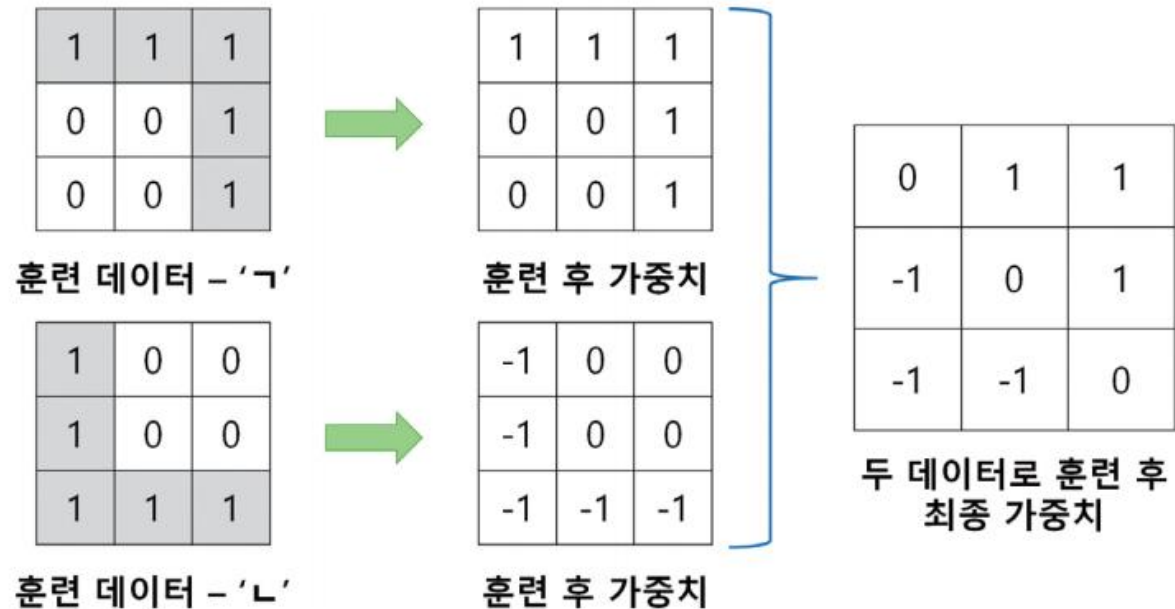 1 1 1
0 0 1
0 0 1
훈련 데이터 – ‘ㄱ’
1 1 1
0 0 1
0 0 1
훈련 후 가중치
1 0 0
1 0 0
1 1 1
훈련 데이터 – ‘ㄴ’
-1 0 0
-1 0 0
-1 -1 -1
훈련 후 가중치
0 1 1
-1 0 1
-1 -1 0
두 데이터로 훈련 후
최종 가중치